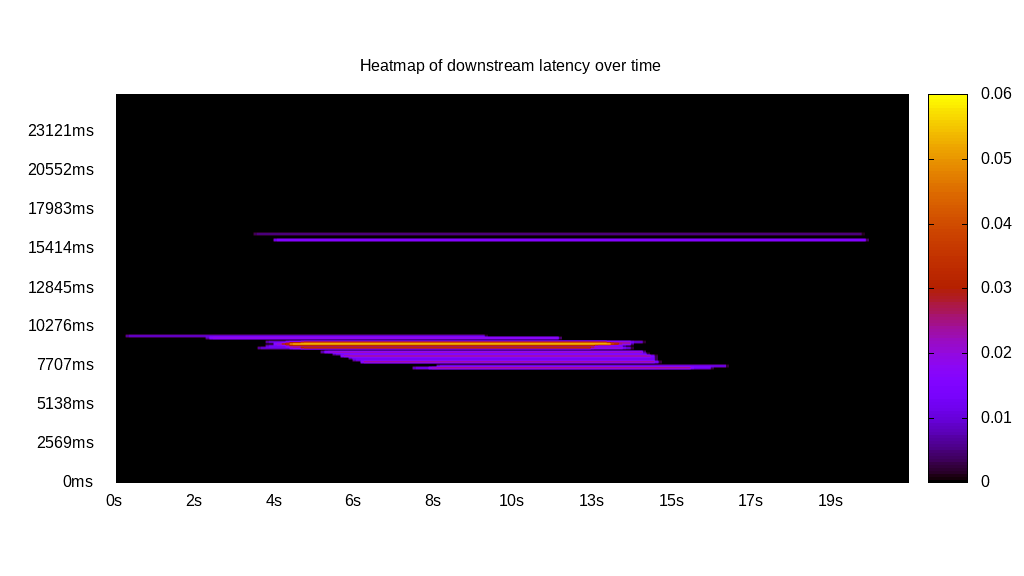 Heatmap of downstream latency over time
23121ms
20552ms
17983ms
15414ms
12845ms
10276ms
7707ms
5138ms
2569ms
0ms
0s 2s 4s 6s 8s 10s 13s 15s 17s 19s
0.06
0.05
0.04
0.03
0.02
0.01
0